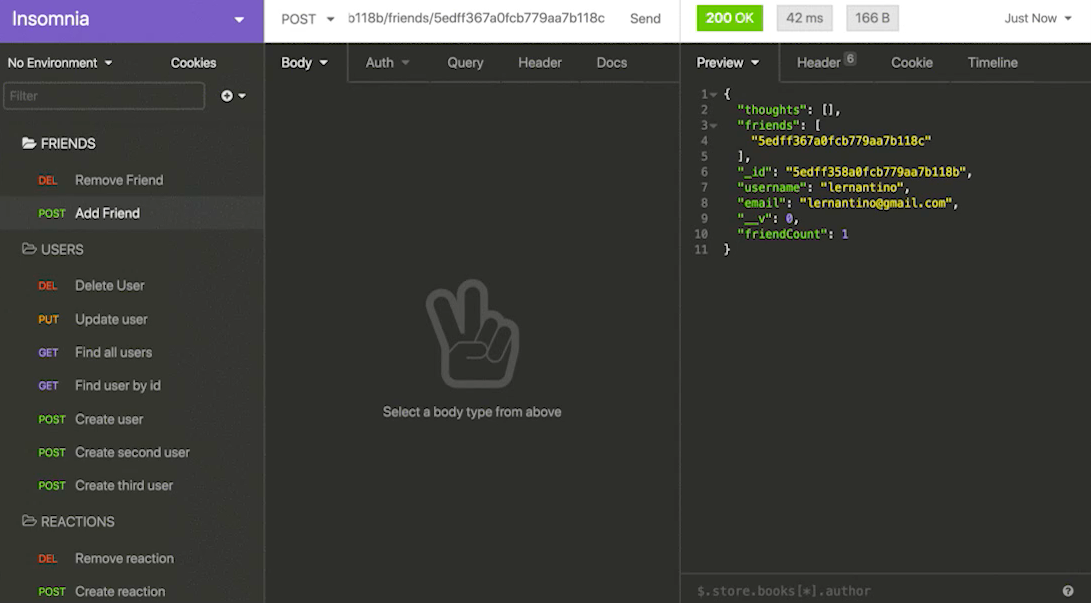 Insomnia
POST b118b/friends/5edff367a0fcb779aa7b118c Send
200 OK 42 ms 166 B Just Now
No Environment Cookies
Body Auth Query Header Docs
Preview Header 6 Cookie Timeline
Filter
FRIENDS
DEL Remove Friend
POST Add Friend
USERS
DEL Delete User
PUT Update user
GET Find all users
GET Find user by id
POST Create user
POST Create second user
POST Create third user
REACTIONS
DEL Remove reaction
POST Create reaction
Select a body type from above
1 {
2 "thoughts": [],
3 "friends": [
4 "5edff367a0fcb779aa7b118c"
5 ],
6 "_id": "5edff358a0fcb779aa7b118b",
7 "username": "lernantino",
8 "email": "lernantino@gmail.com",
9 "__v": 0,
10 "friendCount": 1
11 }
$.store.books[*].author